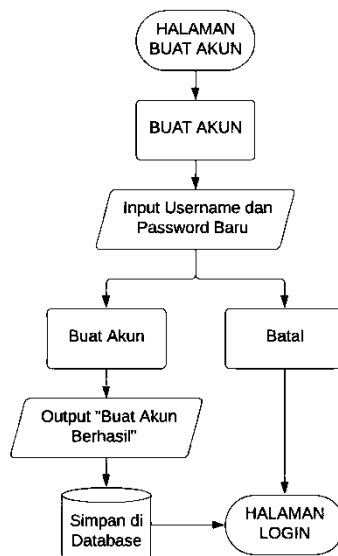 HALAMAN
BUAT AKUN
BUAT AKUN
Input Username dan
Password Baru
Buat Akun
Batal
Output "Buat Akun
Berhasil"
Simpan di
Database
HALAMAN
LOGIN